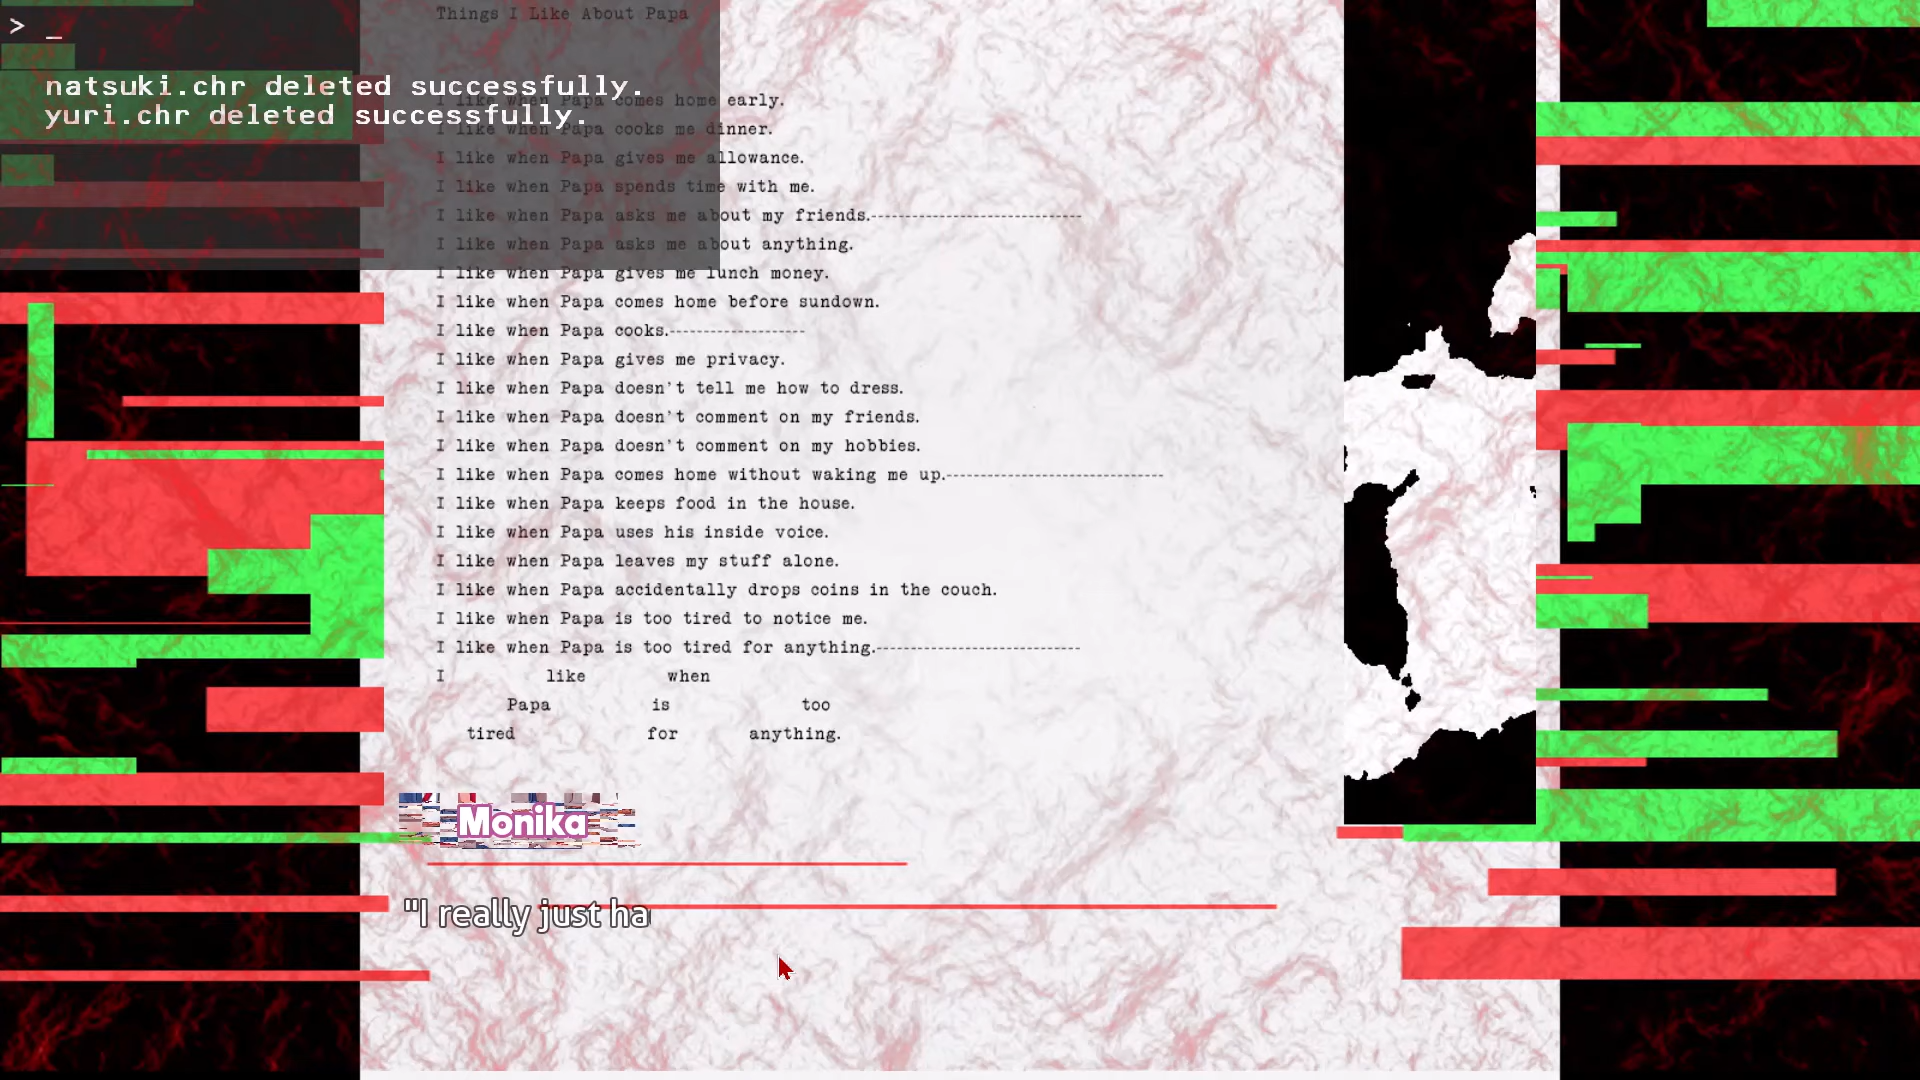 > _
natsuki.chr deleted successfully.
yuri.chr deleted successfully.
Things I Like About Papa
I like when Papa comes home early.
I like when Papa cooks me dinner.
I like when Papa gives me allowance.
I like when Papa spends time with me.
I like when Papa asks me about my friends.--------------------------
I like when Papa asks me about anything.
I like when Papa gives me lunch money.
I like when Papa comes home before sundown.
I like when Papa cooks.-----------------
I like when Papa gives me privacy.
I like when Papa doesn't tell me how to dress.
I like when Papa doesn't comment on my friends.
I like when Papa doesn't comment on my hobbies.
I like when Papa comes home without waking me up.---------------------------
I like when Papa keeps food in the house.
I like when Papa uses his inside voice.
I like when Papa leaves my stuff alone.
I like when Papa accidentally drops coins in the couch.
I like when Papa is too tired to notice me.
I like when Papa is too tired for anything.-------------------------
I like when
Papa is too
tired for anything.
Monika
"I really just ha